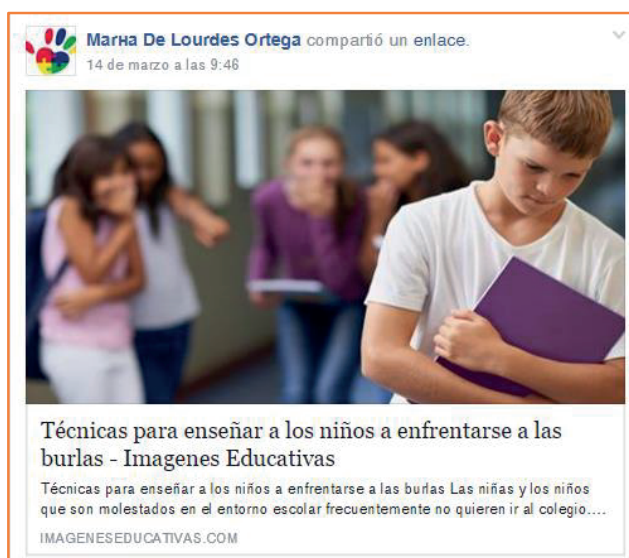 Marha De Lourdes Ortega compartió un enlace.
14 de marzo a las 9:46
Técnicas para enseñar a los niños a enfrentarse a las
burlas - Imagenes Educativas
Técnicas para enseñar a los niños a enfrentarse a las burlas Las niñas y los niños
que son molestados en el entorno escolar frecuentemente no quieren ir al colegio....
IMAGENESEDUCATIVAS.COM